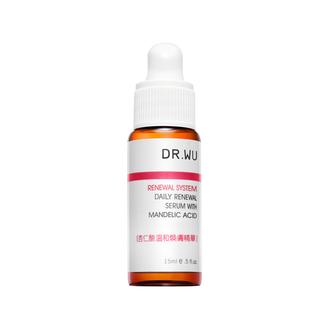 DR.WU
RENEWAL SYSTEM
DAILY RENEWAL
SERUM WITH
MANDELIC ACID
(杏仁酸溫和煥膚精華)
15ml e .5 fl.oz